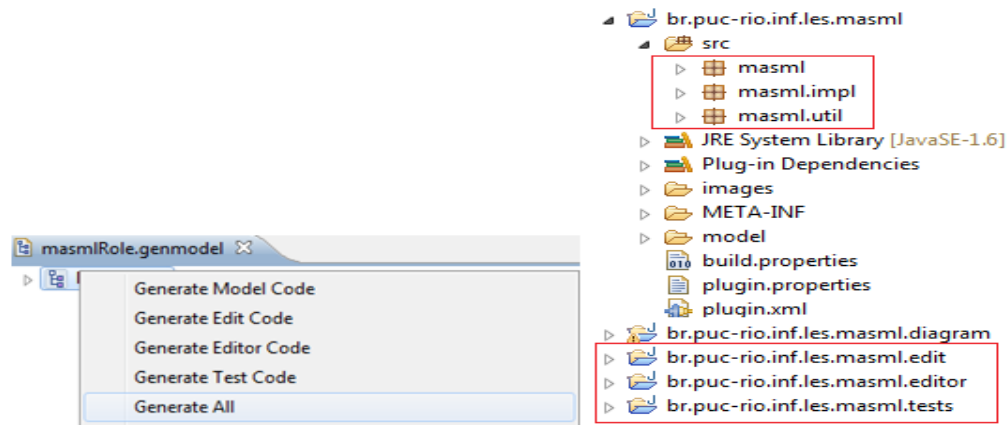 masmlRole.genmodel
Generate Model Code
Generate Edit Code
Generate Editor Code
Generate Test Code
Generate All
br.puc-rio.inf.les.masml
src
masml
masml.impl
masml.util
JRE System Library [JavaSE-1.6]
Plug-in Dependencies
images
META-INF
model
build.properties
plugin.properties
plugin.xml
br.puc-rio.inf.les.masml.diagram
br.puc-rio.inf.les.masml.edit
br.puc-rio.inf.les.masml.editor
br.puc-rio.inf.les.masml.tests